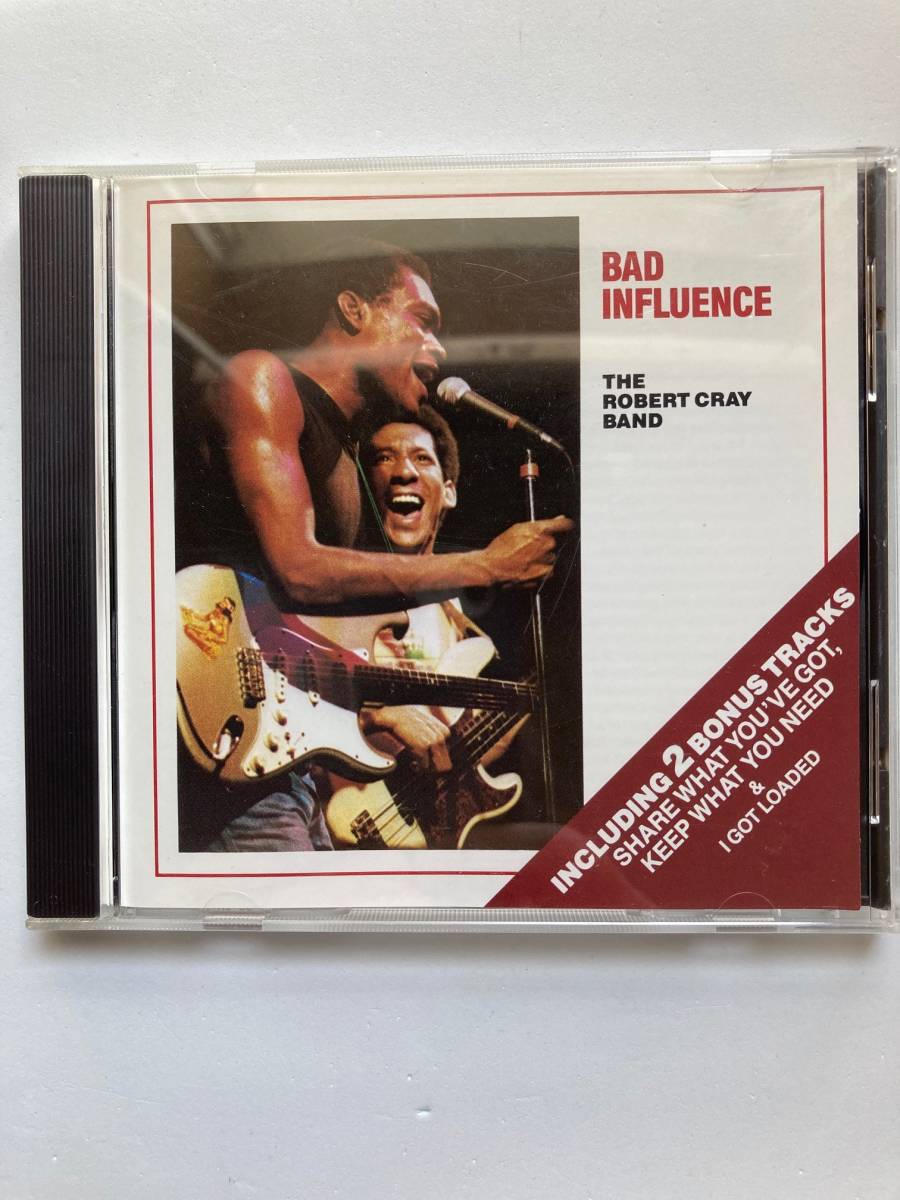 BAD
INFLUENCE
THE
ROBERT CRAY
BAND
INCLUDING 2 BONUS TRACKS
SHARE WHAT YOU'VE GOT,
KEEP WHAT YOU NEED
&
I GOT LOADED